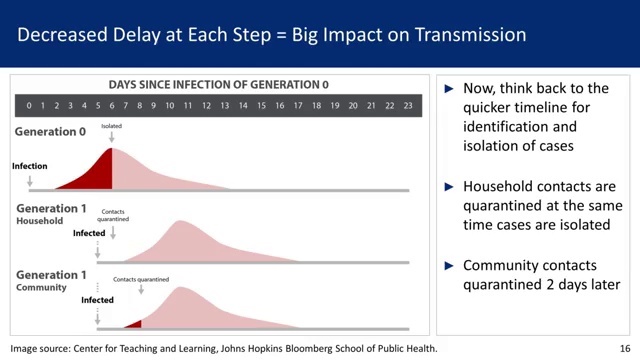 Decreased Delay at Each Step = Big Impact on Transmission
DAYS SINCE INFECTION OF GENERATION 0
0 1 2 3 4 5 6 7 8 9 10 11 12 13 14 15 16 17 18 19 20 21 22 23
Generation 0
Isolated
Infection
Generation 1
Household
Contacts
quarantined
Infected
Generation 1
Community
Contacts quarantined
Infected
► Now, think back to the
quicker timeline for
identification and
isolation of cases
► Household contacts are
quarantined at the same
time cases are isolated
► Community contacts
quarantined 2 days later
Image source: Center for Teaching and Learning, Johns Hopkins Bloomberg School of Public Health.
16